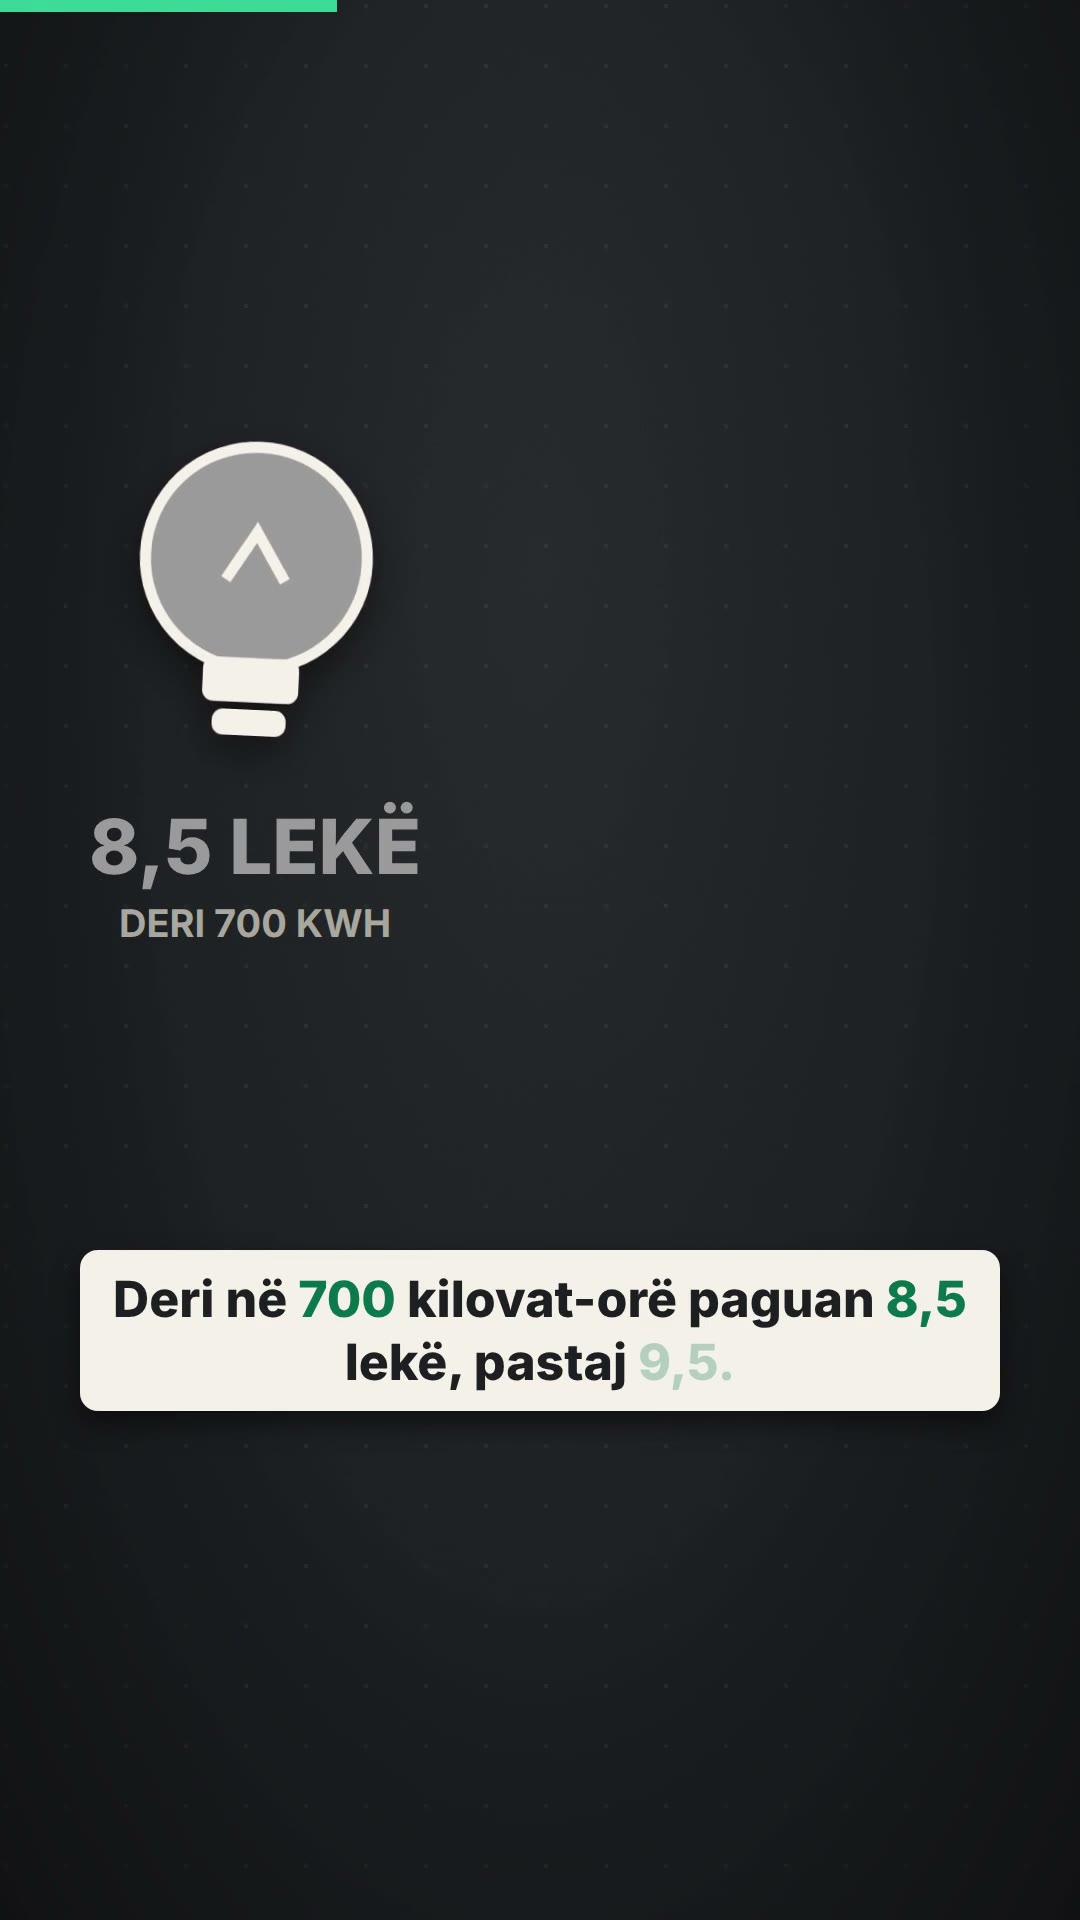 8,5 LEKË
DERI 700 KWH
Deri në 700 kilovat-orë paguan 8,5
lekë, pastaj 9,5.